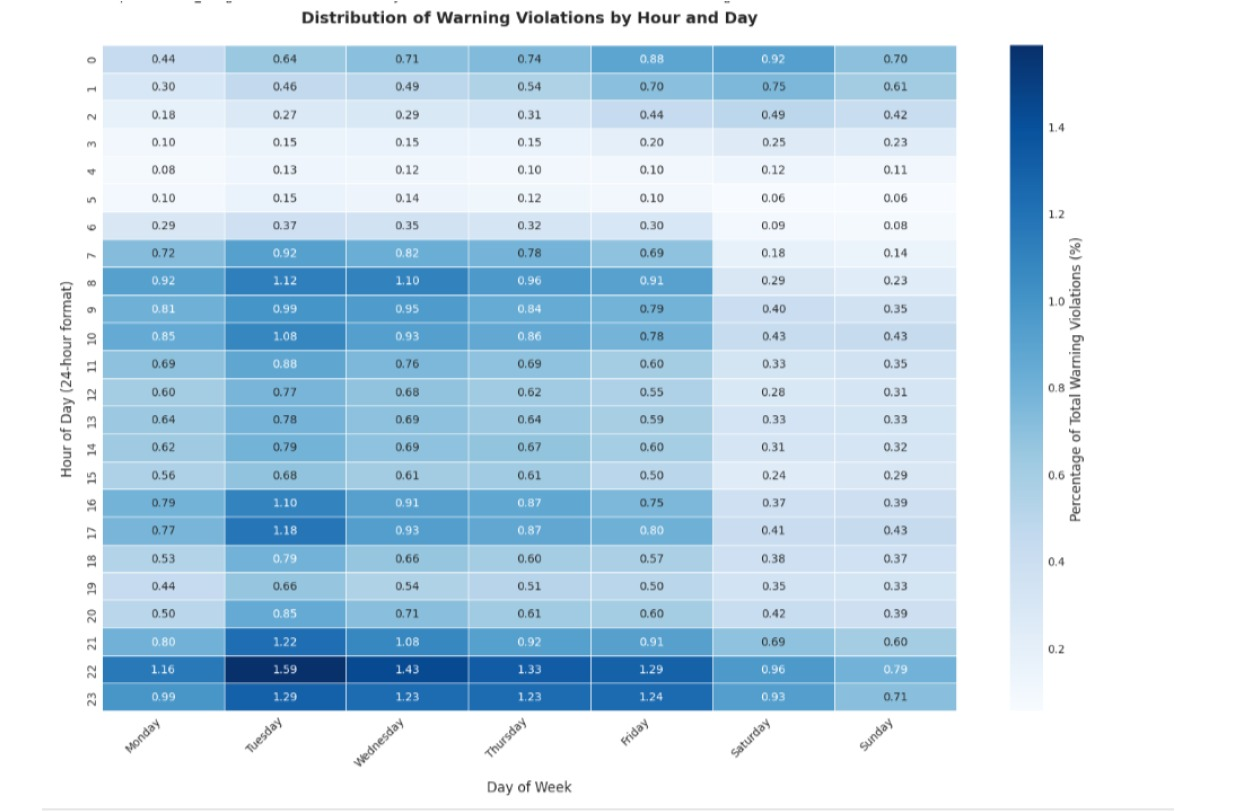 Distribution of Warning Violations by Hour and Day
0 0.44 0.64 0.71 0.74 0.88 0.92 0.70
1 0.30 0.46 0.49 0.54 0.70 0.75 0.61
2 0.18 0.27 0.29 0.31 0.44 0.49 0.42
3 0.10 0.15 0.15 0.15 0.20 0.25 0.23
4 0.08 0.13 0.12 0.10 0.10 0.12 0.11
5 0.10 0.15 0.14 0.12 0.10 0.06 0.06
6 0.29 0.37 0.35 0.32 0.30 0.09 0.08
7 0.72 0.92 0.82 0.78 0.69 0.18 0.14
8 0.92 1.12 1.10 0.96 0.91 0.29 0.23
9 0.81 0.99 0.95 0.84 0.79 0.40 0.35
10 0.85 1.08 0.93 0.86 0.78 0.43 0.43
11 0.69 0.88 0.76 0.69 0.60 0.33 0.35
12 0.60 0.77 0.68 0.62 0.55 0.28 0.31
13 0.64 0.78 0.69 0.64 0.59 0.33 0.33
14 0.62 0.79 0.69 0.67 0.60 0.31 0.32
15 0.56 0.68 0.61 0.61 0.50 0.24 0.29
16 0.79 1.10 0.91 0.87 0.75 0.37 0.39
17 0.77 1.18 0.93 0.87 0.80 0.41 0.43
18 0.53 0.79 0.66 0.60 0.57 0.38 0.37
19 0.44 0.66 0.54 0.51 0.50 0.35 0.33
20 0.50 0.85 0.71 0.61 0.60 0.42 0.39
21 0.80 1.22 1.08 0.92 0.91 0.69 0.60
22 1.16 1.59 1.43 1.33 1.29 0.96 0.79
23 0.99 1.29 1.23 1.23 1.24 0.93 0.71
Monday Tuesday Wednesday Thursday Friday Saturday Sunday
Day of Week
Hour of Day (24-hour format)
1.4
1.2
1.0
0.8
0.6
0.4
0.2
Percentage of Total Warning Violations (%)